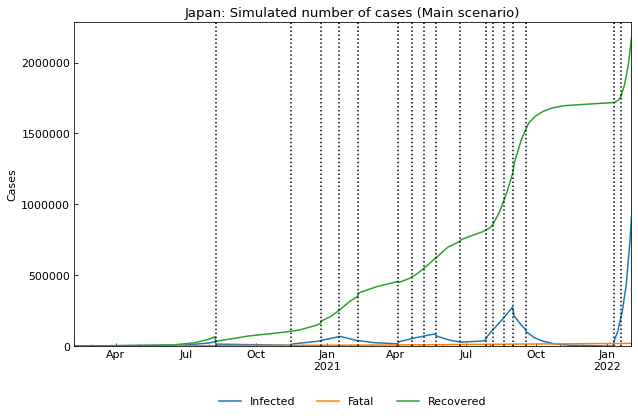 Japan: Simulated number of cases (Main scenario)
2000000
1500000
1000000
500000
0
Cases
Apr Jul Oct Jan Apr Jul Oct Jan
2021 2022
Infected Fatal Recovered